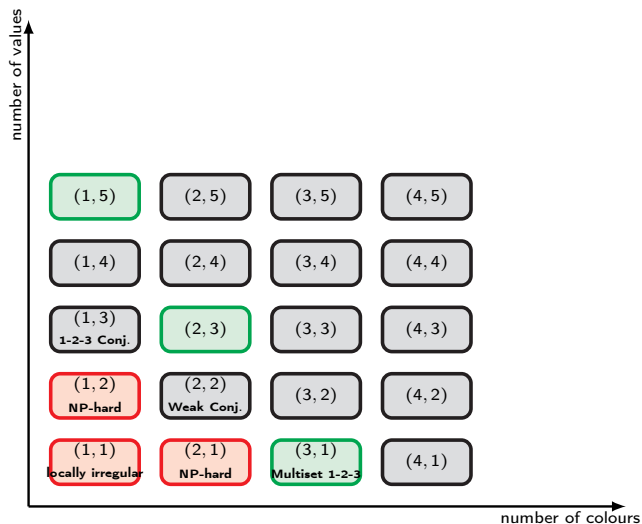 number of values
(1, 5)
(2, 5)
(3, 5)
(4, 5)
(1, 4)
(2, 4)
(3, 4)
(4, 4)
(1, 3)
1-2-3 Conj.
(2, 3)
(3, 3)
(4, 3)
(1, 2)
NP-hard
(2, 2)
Weak Conj.
(3, 2)
(4, 2)
(1, 1)
locally irregular
(2, 1)
NP-hard
(3, 1)
Multiset 1-2-3
(4, 1)
number of colours